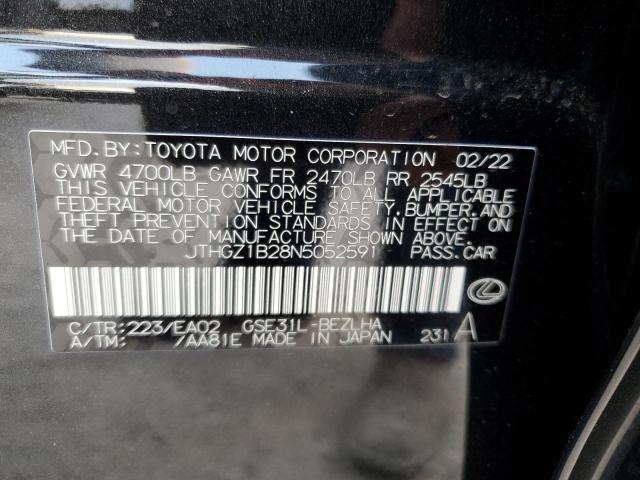 MFD. BY: TOYOTA MOTOR CORPORATION 02/22
GVWR 4700LB GAWR FR 2470LB RR 2545LB
THIS VEHICLE CONFORMS TO ALL APPLICABLE
FEDERAL MOTOR VEHICLE SAFETY, BUMPER, AND
THEFT PREVENTION STANDARDS IN EFFECT ON
THE DATE OF MANUFACTURE SHOWN ABOVE.
JTHGZ1B28N5052591 PASS. CAR
C/TR: 223/EA02 GSE31L-BEZLHA
A/TM: /AA81E MADE IN JAPAN 231 A